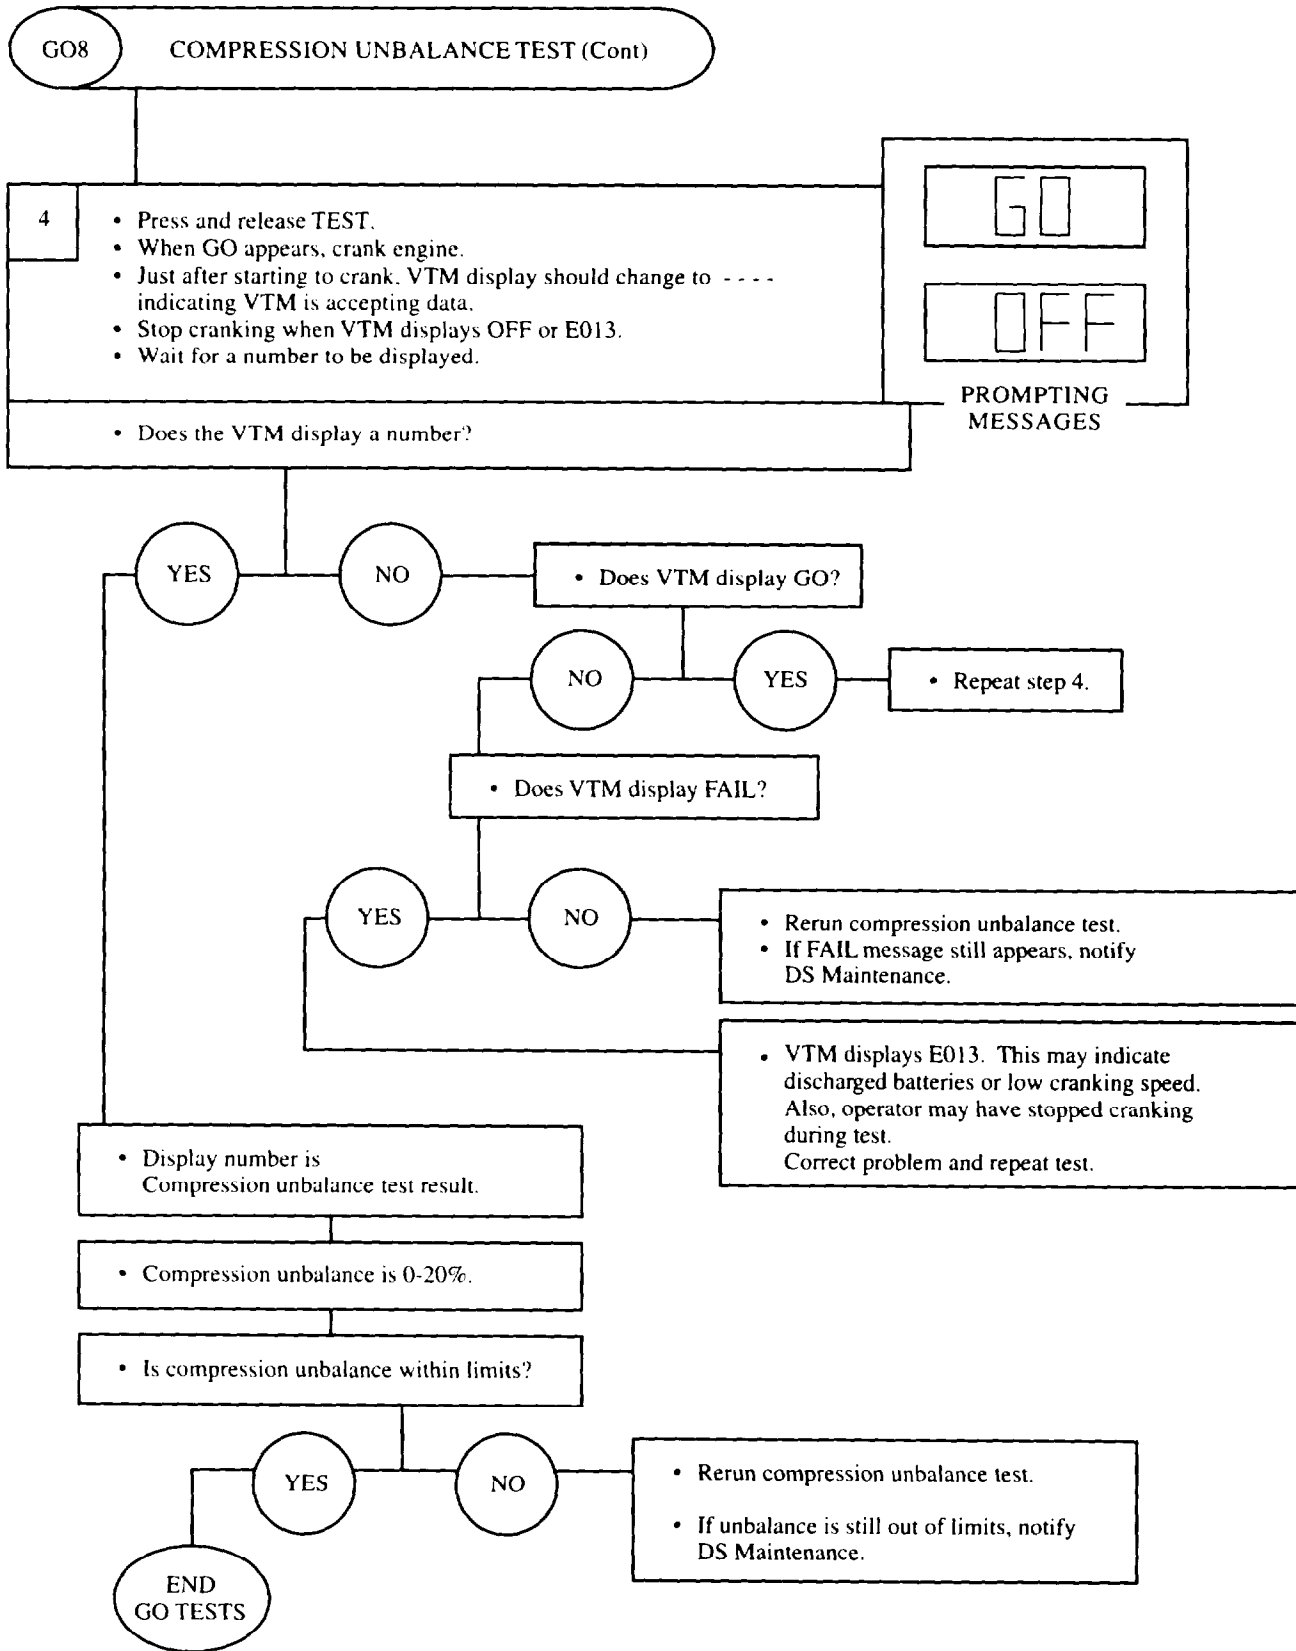 GO8
COMPRESSION UNBALANCE TEST (Cont)
4
• Press and release TEST.
• When GO appears, crank engine.
• Just after starting to crank. VTM display should change to - - - -
indicating VTM is accepting data.
• Stop cranking when VTM displays OFF or E013.
• Wait for a number to be displayed.
GO
OFF
PROMPTING
MESSAGES
• Does the VTM display a number?
YES
NO
• Does VTM display GO?
NO
YES
• Repeat step 4.
• Does VTM display FAIL?
YES
NO
• Rerun compression unbalance test.
• If FAIL message still appears, notify
DS Maintenance.
• VTM displays E013. This may indicate
discharged batteries or low cranking speed.
Also, operator may have stopped cranking
during test.
Correct problem and repeat test.
• Display number is
Compression unbalance test result.
• Compression unbalance is 0-20%.
• Is compression unbalance within limits?
YES
NO
• Rerun compression unbalance test.
• If unbalance is still out of limits, notify
DS Maintenance.
END
GO TESTS